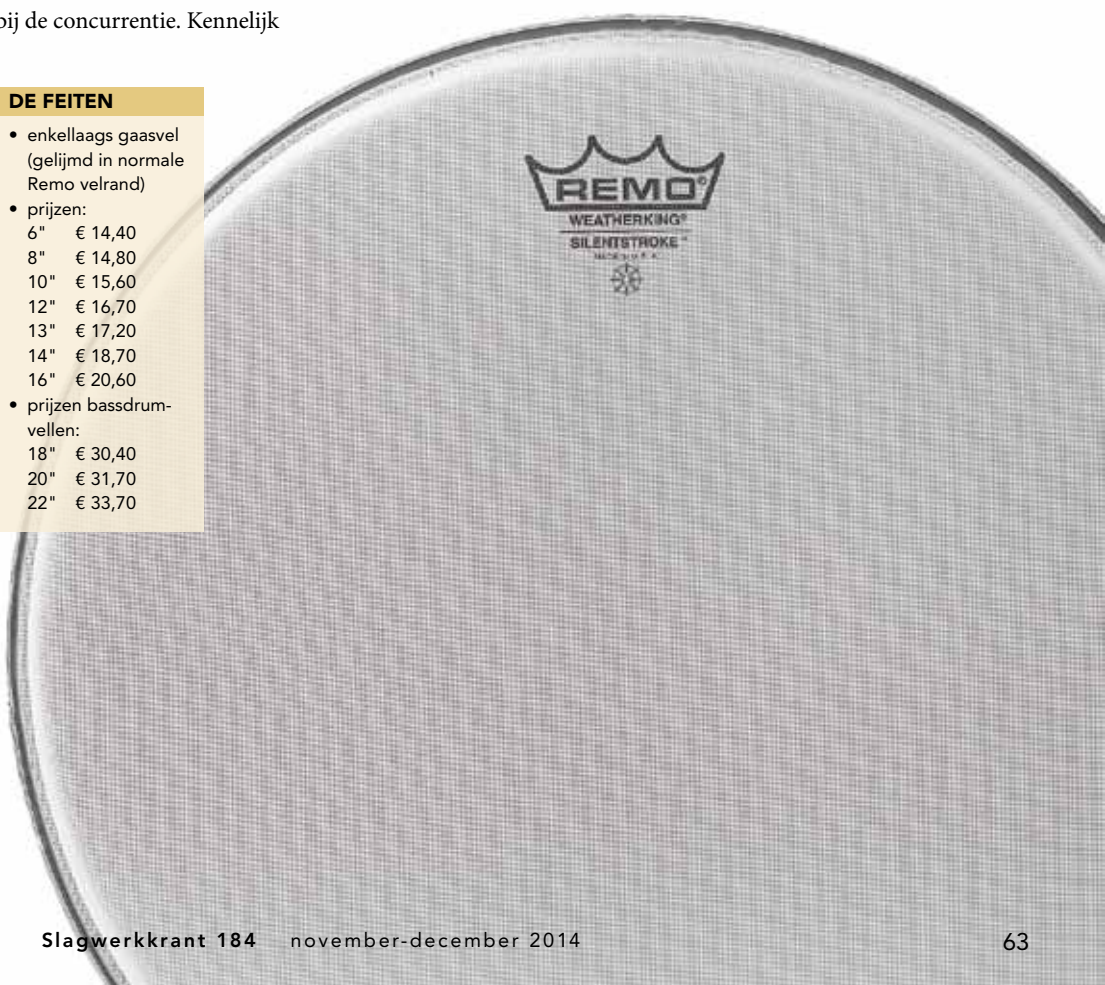 bij de concurrentie. Kennelijk
DE FEITEN
• enkellaags gaasvel
(gelijmd in normale
Remo velrand)
• prijzen:
6" € 14,40
8" € 14,80
10" € 15,60
12" € 16,70
13" € 17,20
14" € 18,70
16" € 20,60
• prijzen bassdrum-
vellen:
18" € 30,40
20" € 31,70
22" € 33,70
REMO®
WEATHERKING®
SILENTSTROKE™
Slagwerkkrant 184 november-december 2014 63